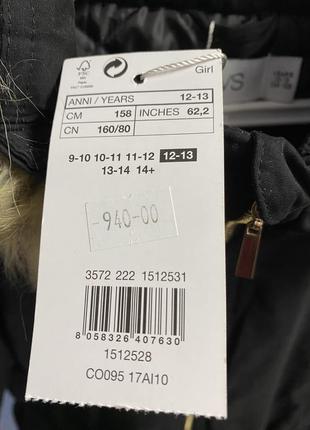 Girl
FSC
ANNI / YEARS 12-13
CM 158 INCHES 62,2
CN 160/80
9-10 10-11 11-12 12-13
13-14 14+
-940-00
3572 222 1512531
8 058326 407630
1512528
CO095 17AI10